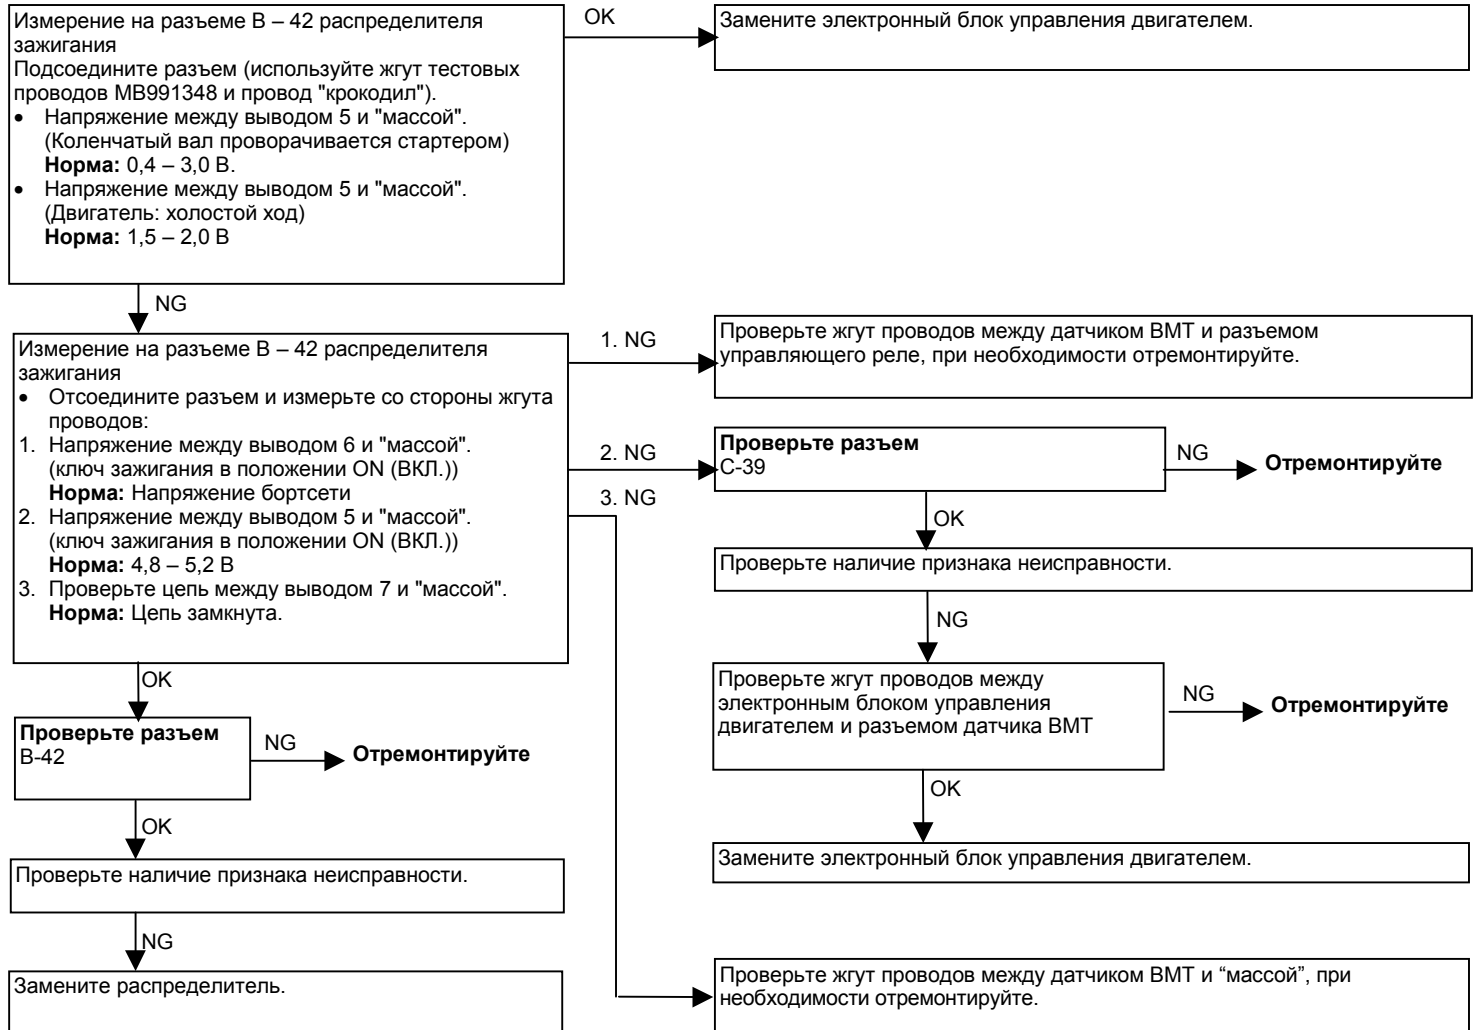 Измерение на разъеме В – 42 распределителя
зажигания
Подсоедините разъем (используйте жгут тестовых
проводов MB991348 и провод "крокодил").
• Напряжение между выводом 5 и "массой".
(Коленчатый вал проворачивается стартером)
Норма: 0,4 – 3,0 В.
• Напряжение между выводом 5 и "массой".
(Двигатель: холостой ход)
Норма: 1,5 – 2,0 В
OK
Замените электронный блок управления двигателем.
NG
Измерение на разъеме В – 42 распределителя
зажигания
• Отсоедините разъем и измерьте со стороны жгута
проводов:
1. Напряжение между выводом 6 и "массой".
(ключ зажигания в положении ON (ВКЛ.))
Норма: Напряжение бортсети
2. Напряжение между выводом 5 и "массой".
(ключ зажигания в положении ON (ВКЛ.))
Норма: 4,8 – 5,2 В
3. Проверьте цепь между выводом 7 и "массой".
Норма: Цепь замкнута.
1. NG
Проверьте жгут проводов между датчиком ВМТ и разъемом
управляющего реле, при необходимости отремонтируйте.
2. NG
Проверьте разъем
С-39
NG
Отремонтируйте
3. NG
OK
Проверьте наличие признака неисправности.
NG
Проверьте жгут проводов между
электронным блоком управления
двигателем и разъемом датчика ВМТ
NG
Отремонтируйте
OK
Замените электронный блок управления двигателем.
OK
Проверьте разъем
В-42
NG
Отремонтируйте
OK
Проверьте наличие признака неисправности.
NG
Замените распределитель.
Проверьте жгут проводов между датчиком ВМТ и “массой”, при
необходимости отремонтируйте.